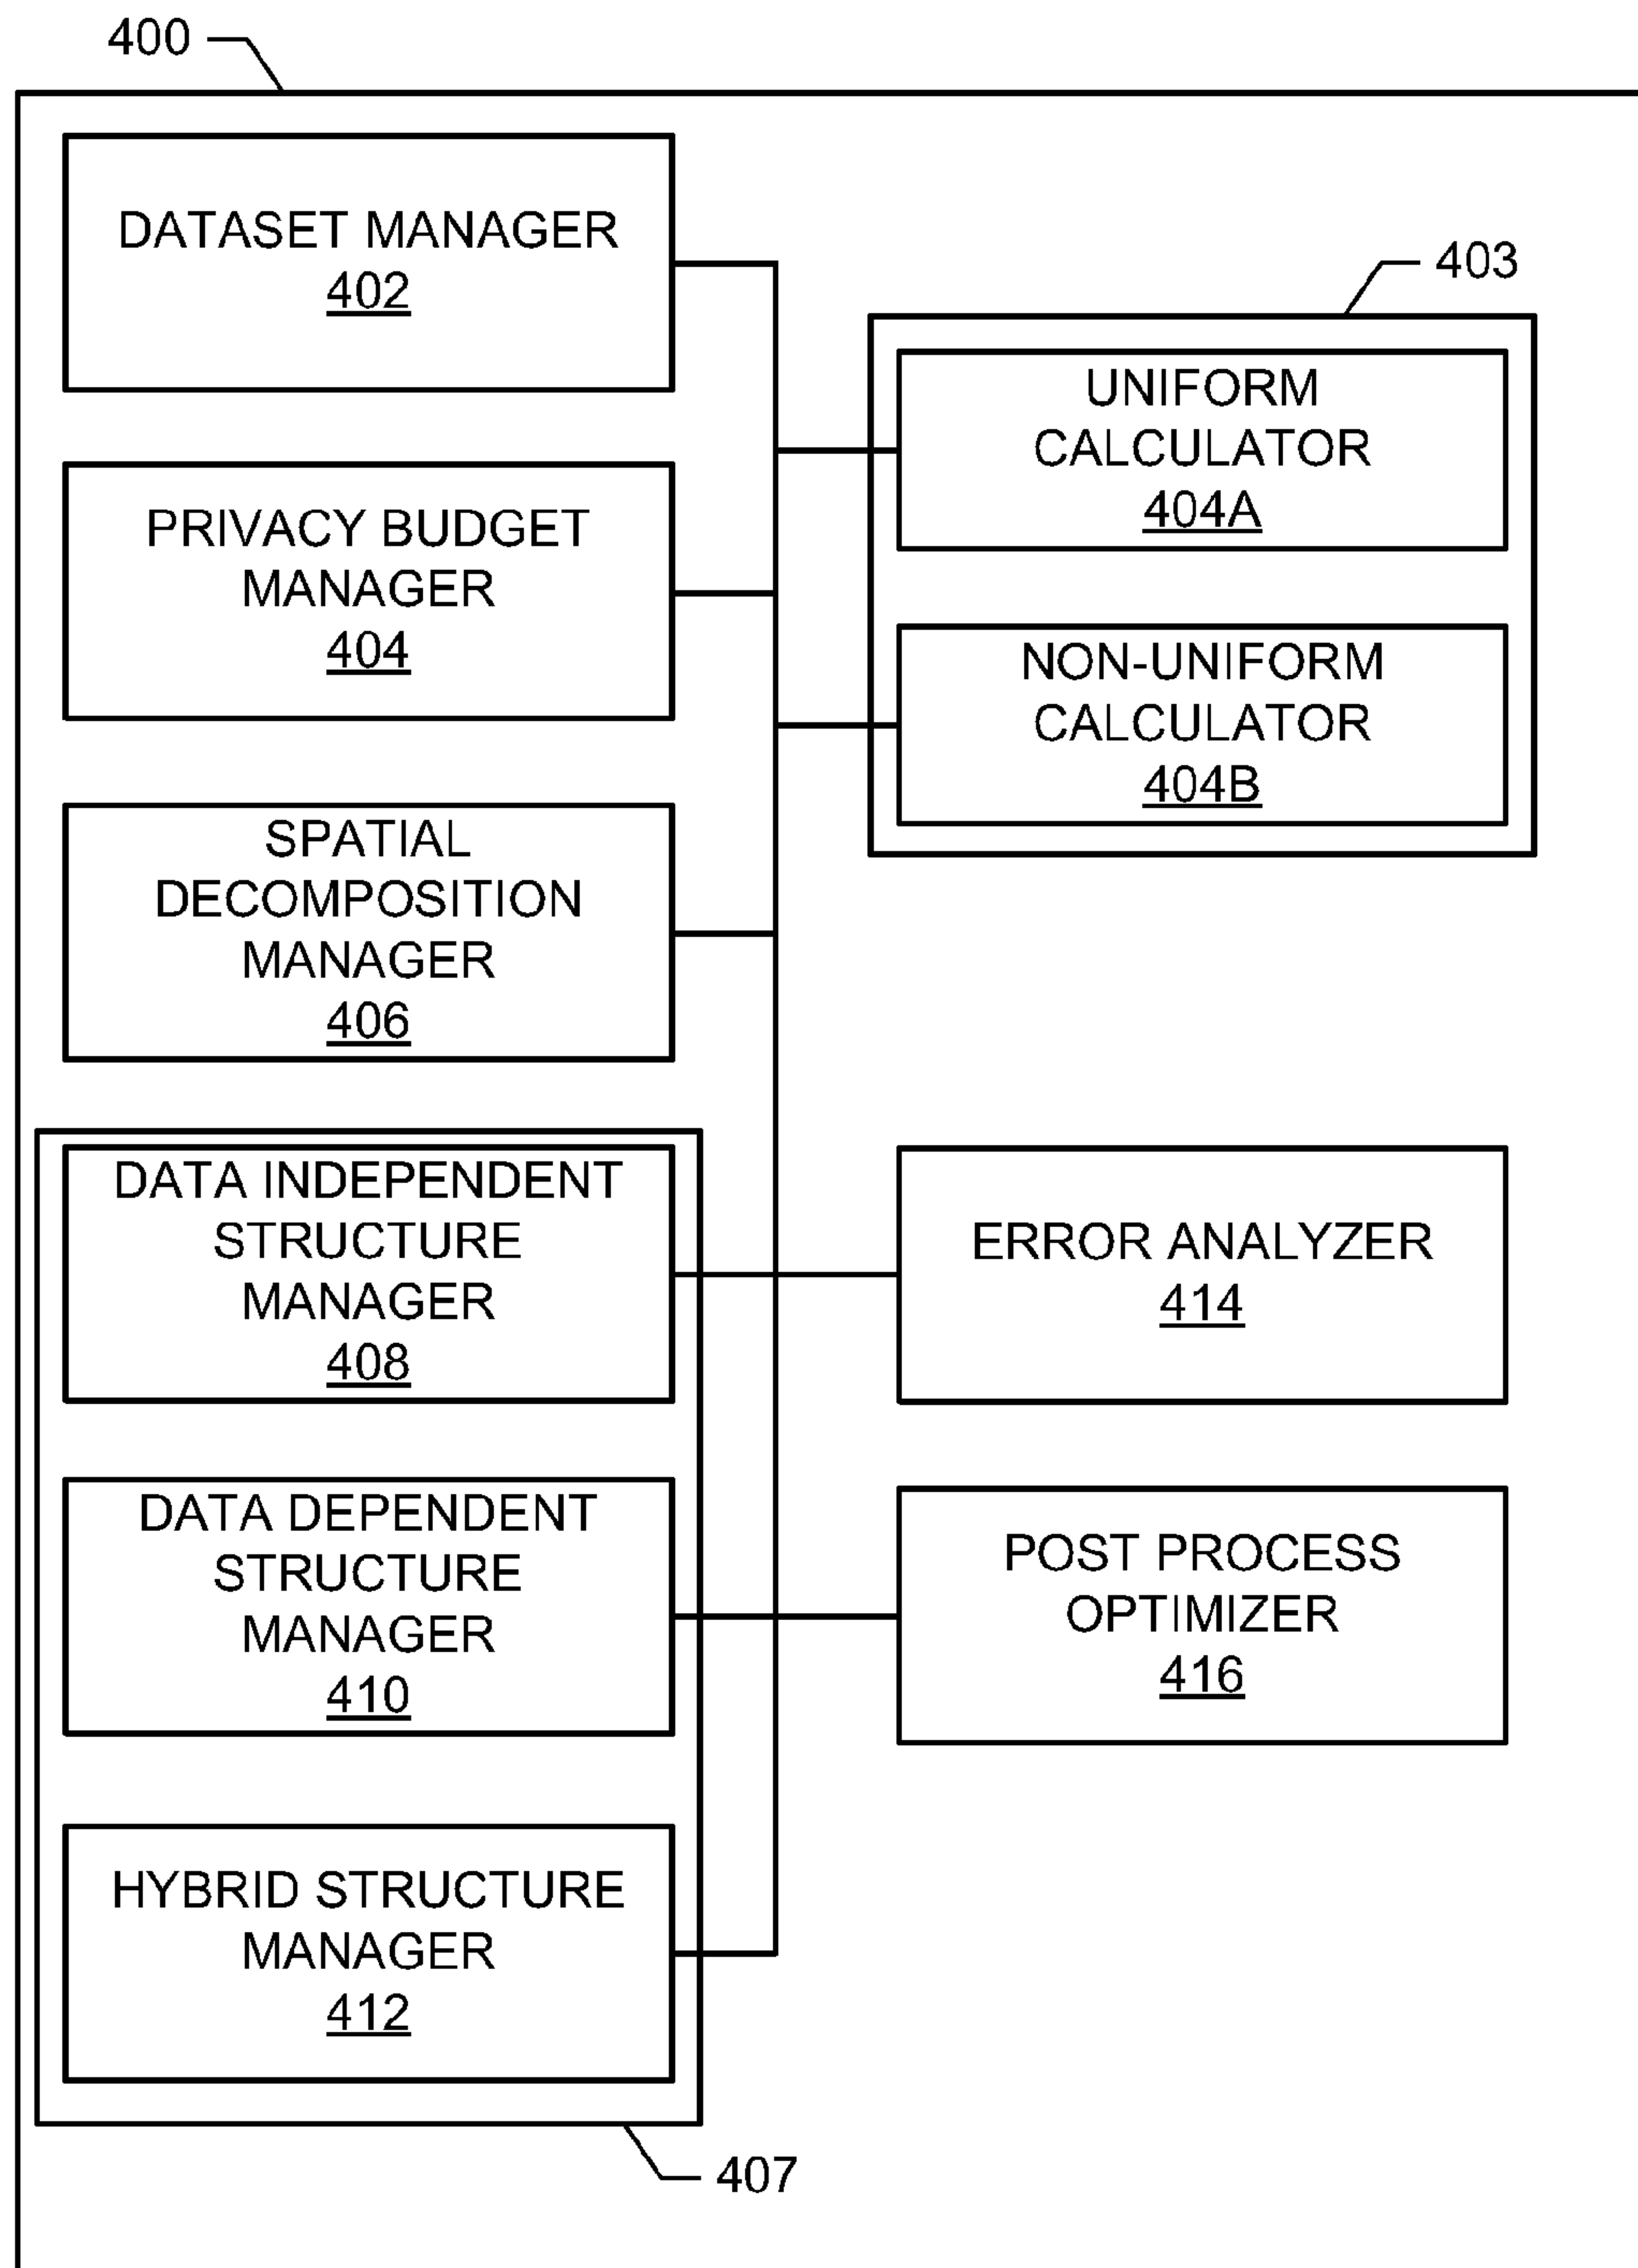 400
DATASET MANAGER
402
403
UNIFORM
CALCULATOR
404A
PRIVACY BUDGET
MANAGER
404
NON-UNIFORM
CALCULATOR
404B
SPATIAL
DECOMPOSITION
MANAGER
406
DATA INDEPENDENT
STRUCTURE
MANAGER
408
ERROR ANALYZER
414
DATA DEPENDENT
STRUCTURE
MANAGER
410
POST PROCESS
OPTIMIZER
416
HYBRID STRUCTURE
MANAGER
412
407